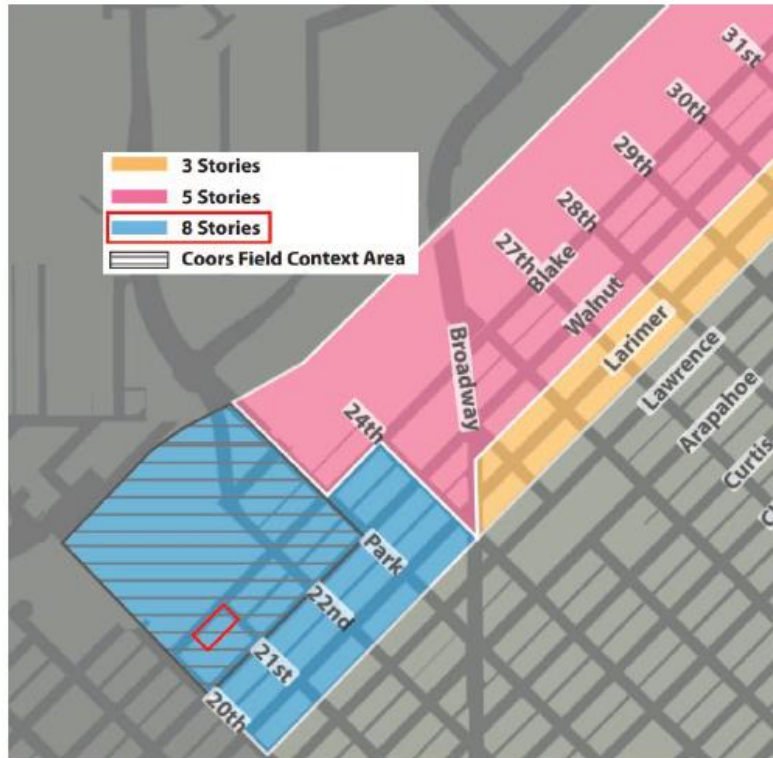 31st
30th
29th
28th
27th
Blake
Walnut
3 Stories
5 Stories
8 Stories
Coors Field Context Area
Broadway
Larimer
Lawrence
Arapahoe
Curtis
C
24th
Park
22nd
21st
20th